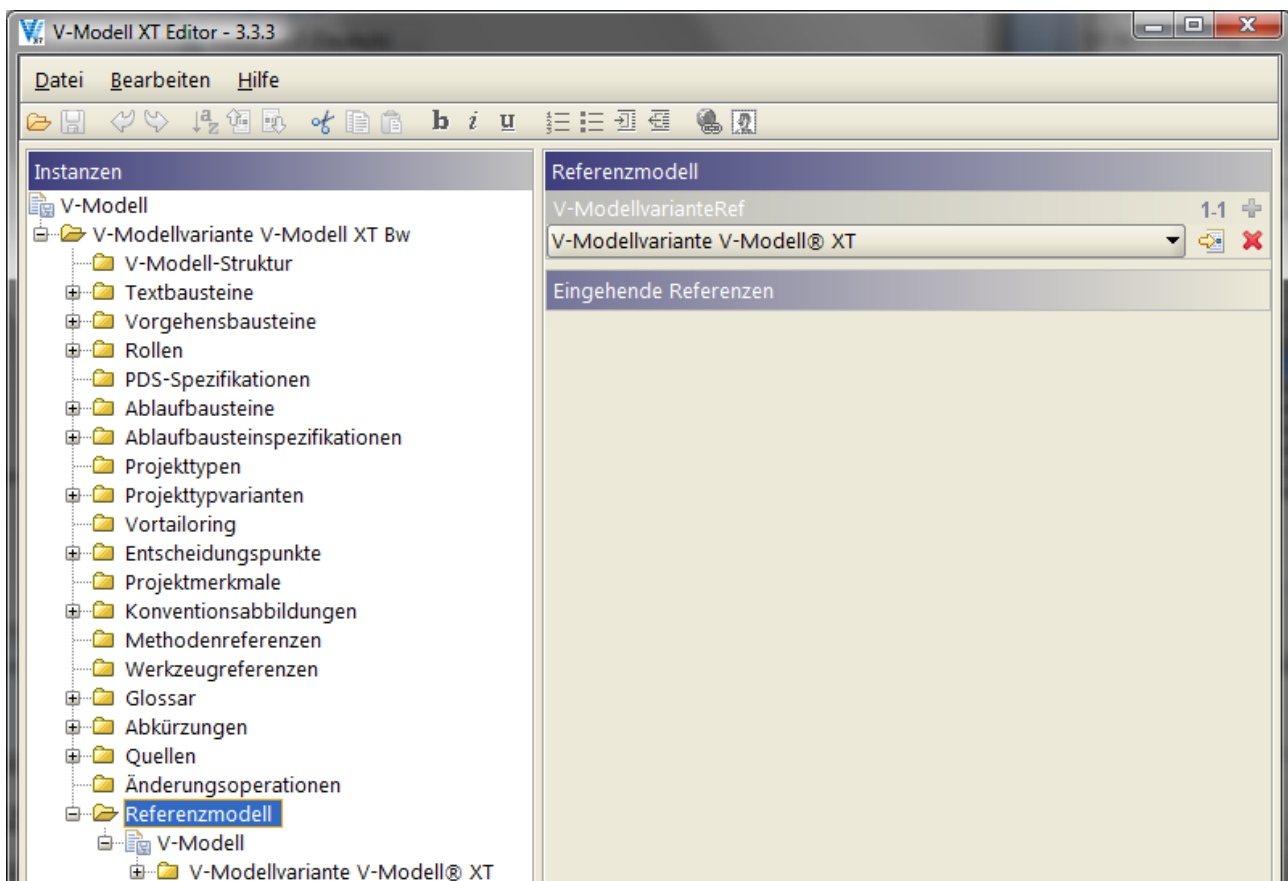 V-Modell XT Editor - 3.3.3
Datei Bearbeiten Hilfe
b i u
Instanzen
V-Modell
V-Modellvariante V-Modell XT Bw
V-Modell-Struktur
Textbausteine
Vorgehensbausteine
Rollen
PDS-Spezifikationen
Ablaufbausteine
Ablaufbausteinspezifikationen
Projekttypen
Projekttypvarianten
Vortailoring
Entscheidungspunkte
Projektmerkmale
Konventionsabbildungen
Methodenreferenzen
Werkzeugreferenzen
Glossar
Abkürzungen
Quellen
Änderungsoperationen
Referenzmodell
V-Modell
V-Modellvariante V-Modell® XT
Referenzmodell
V-ModellvarianteRef 1-1
V-Modellvariante V-Modell® XT
Eingehende Referenzen